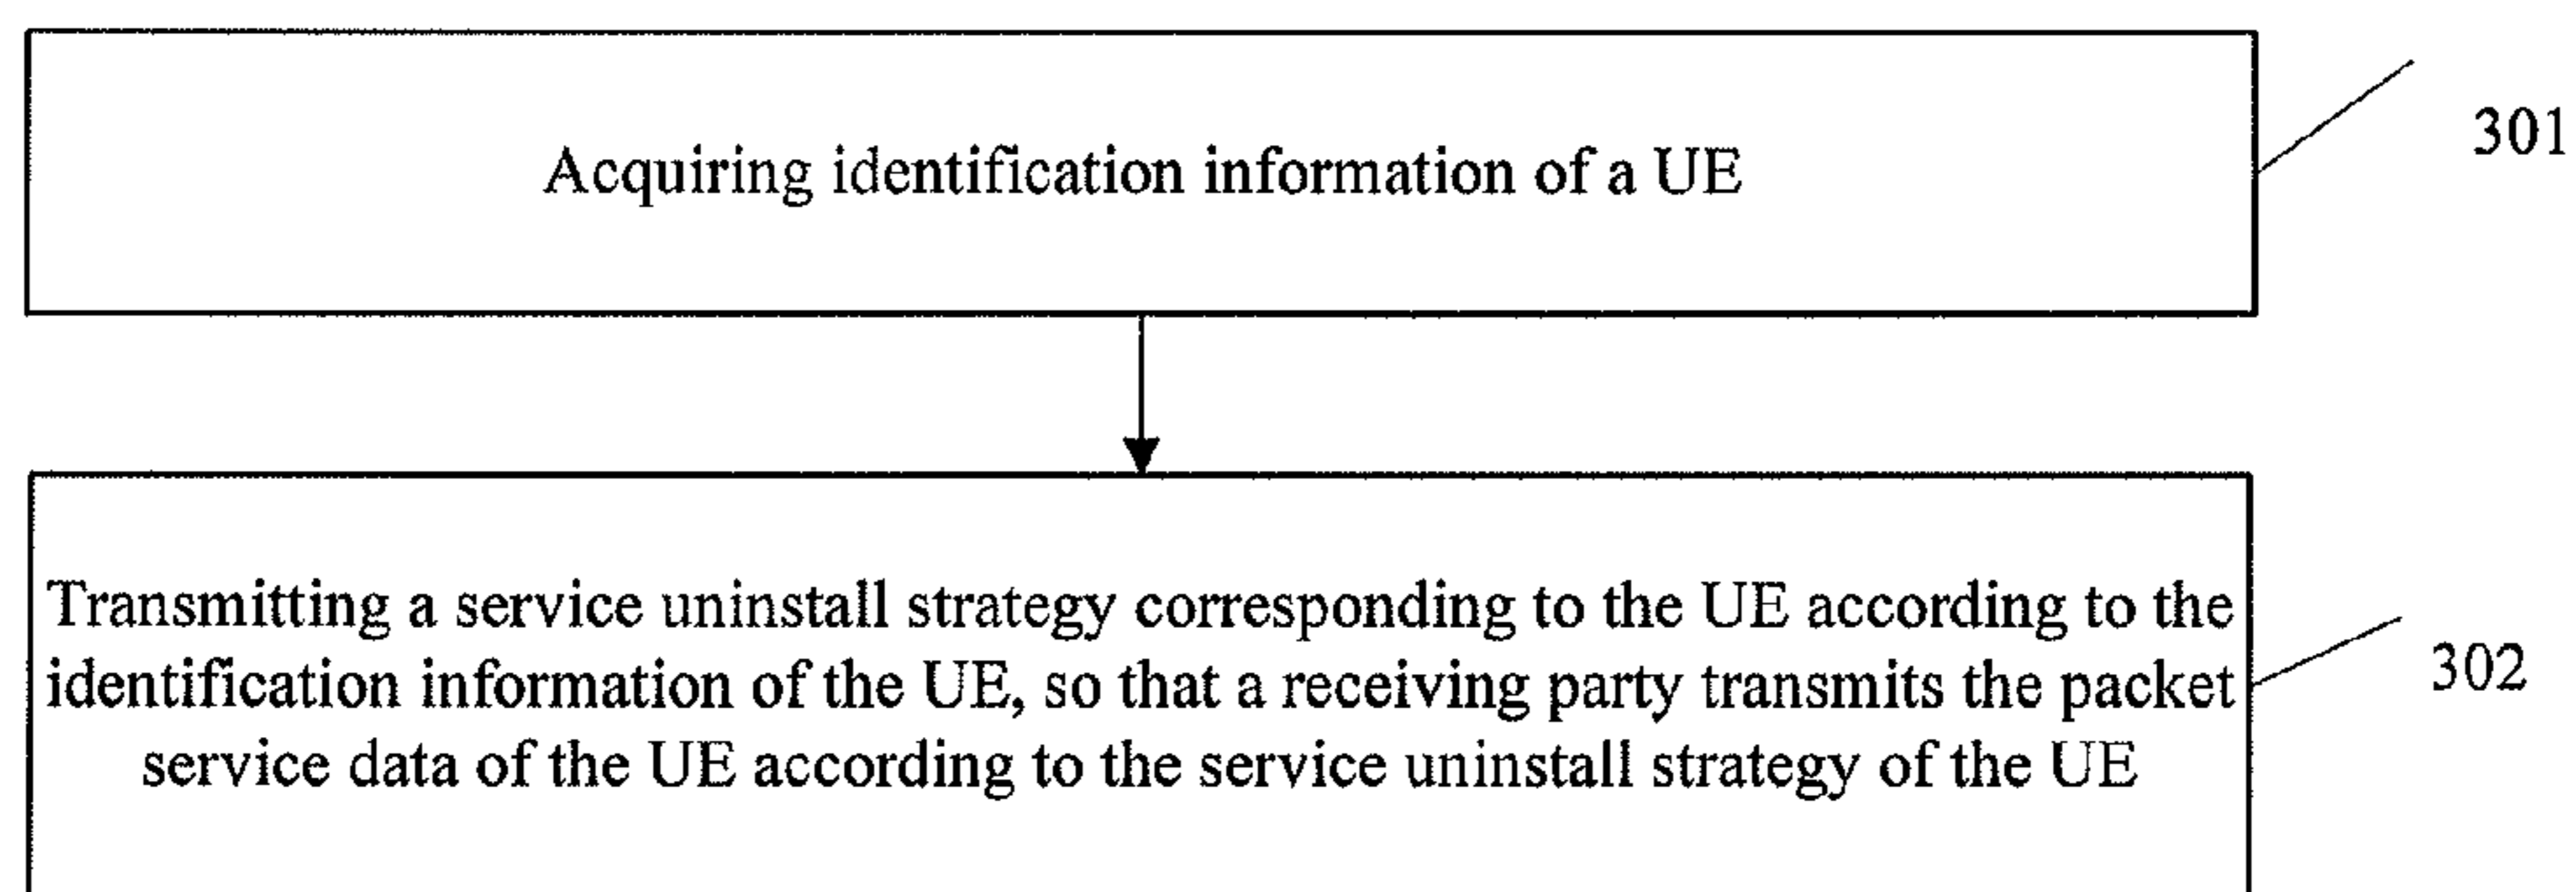 Acquiring identification information of a UE
301
Transmitting a service uninstall strategy corresponding to the UE according to the
identification information of the UE, so that a receiving party transmits the packet
service data of the UE according to the service uninstall strategy of the UE
302